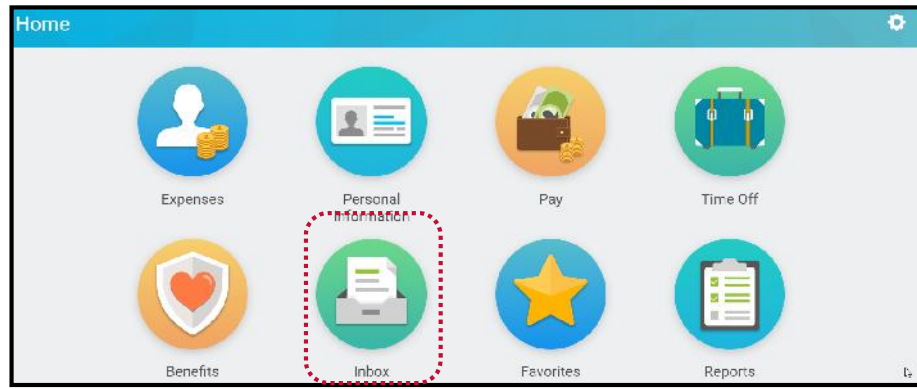 Home
Expenses
Personal
Information
Pay
Time Off
Benefits
Inbox
Favorites
Reports